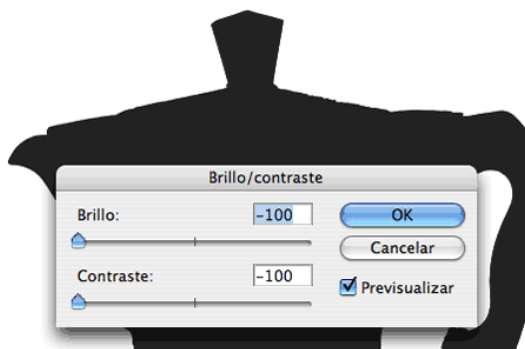 Brillo/contraste
Brillo: -100
OK
Cancelar
Contraste: -100
Previsualizar